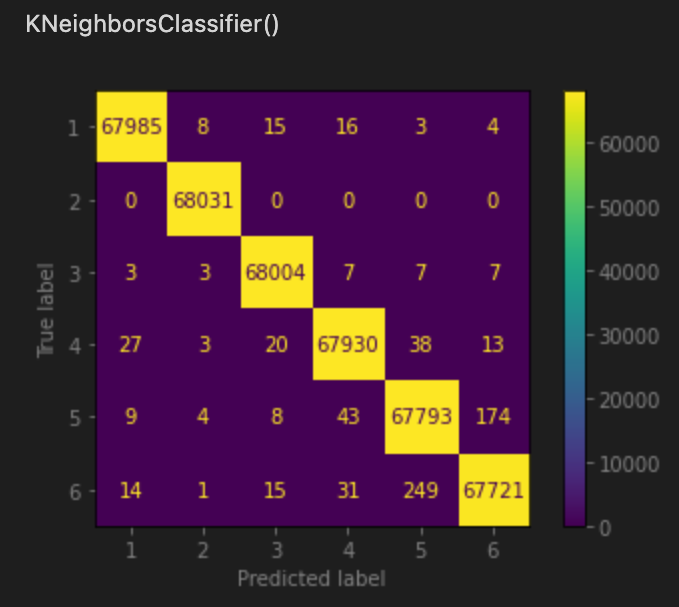 KNeighborsClassifier()
1 67985 8 15 16 3 4
60000
2 0 68031 0 0 0 0
50000
3 3 3 68004 7 7 7
40000
True label
30000
4 27 3 20 67930 38 13
20000
5 9 4 8 43 67793 174
10000
6 14 1 15 31 249 67721
0
1 2 3 4 5 6
Predicted label